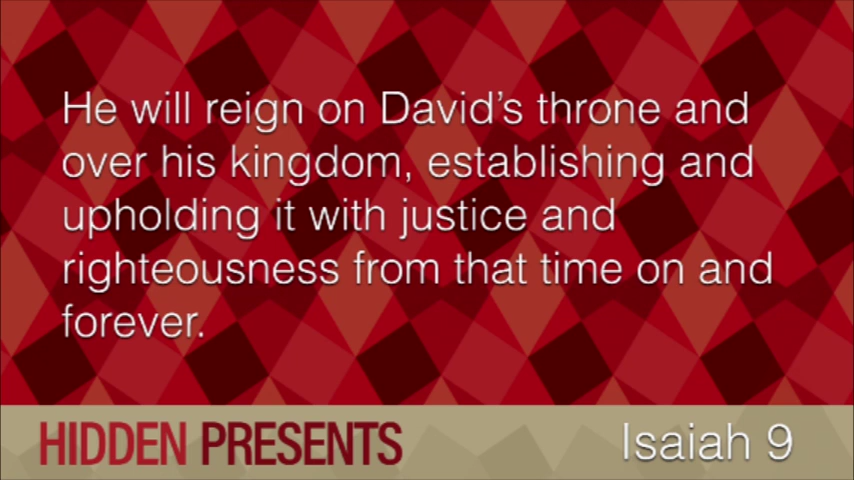 He will reign on David's throne and
over his kingdom, establishing and
upholding it with justice and
righteousness from that time on and
forever.
HIDDEN PRESENTS
Isaiah 9